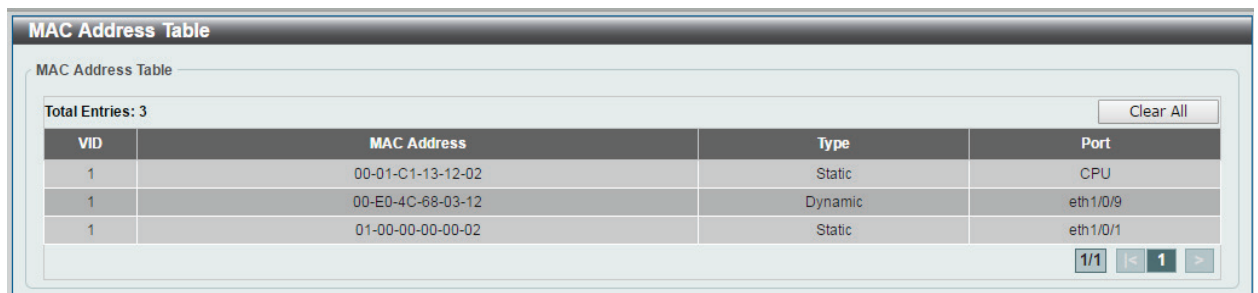 MAC Address Table
MAC Address Table
Total Entries: 3 Clear All
VID MAC Address Type Port
1 00-01-C1-13-12-02 Static CPU
1 00-E0-4C-68-03-12 Dynamic eth1/0/9
1 01-00-00-00-00-02 Static eth1/0/1
1/1 |< 1 >